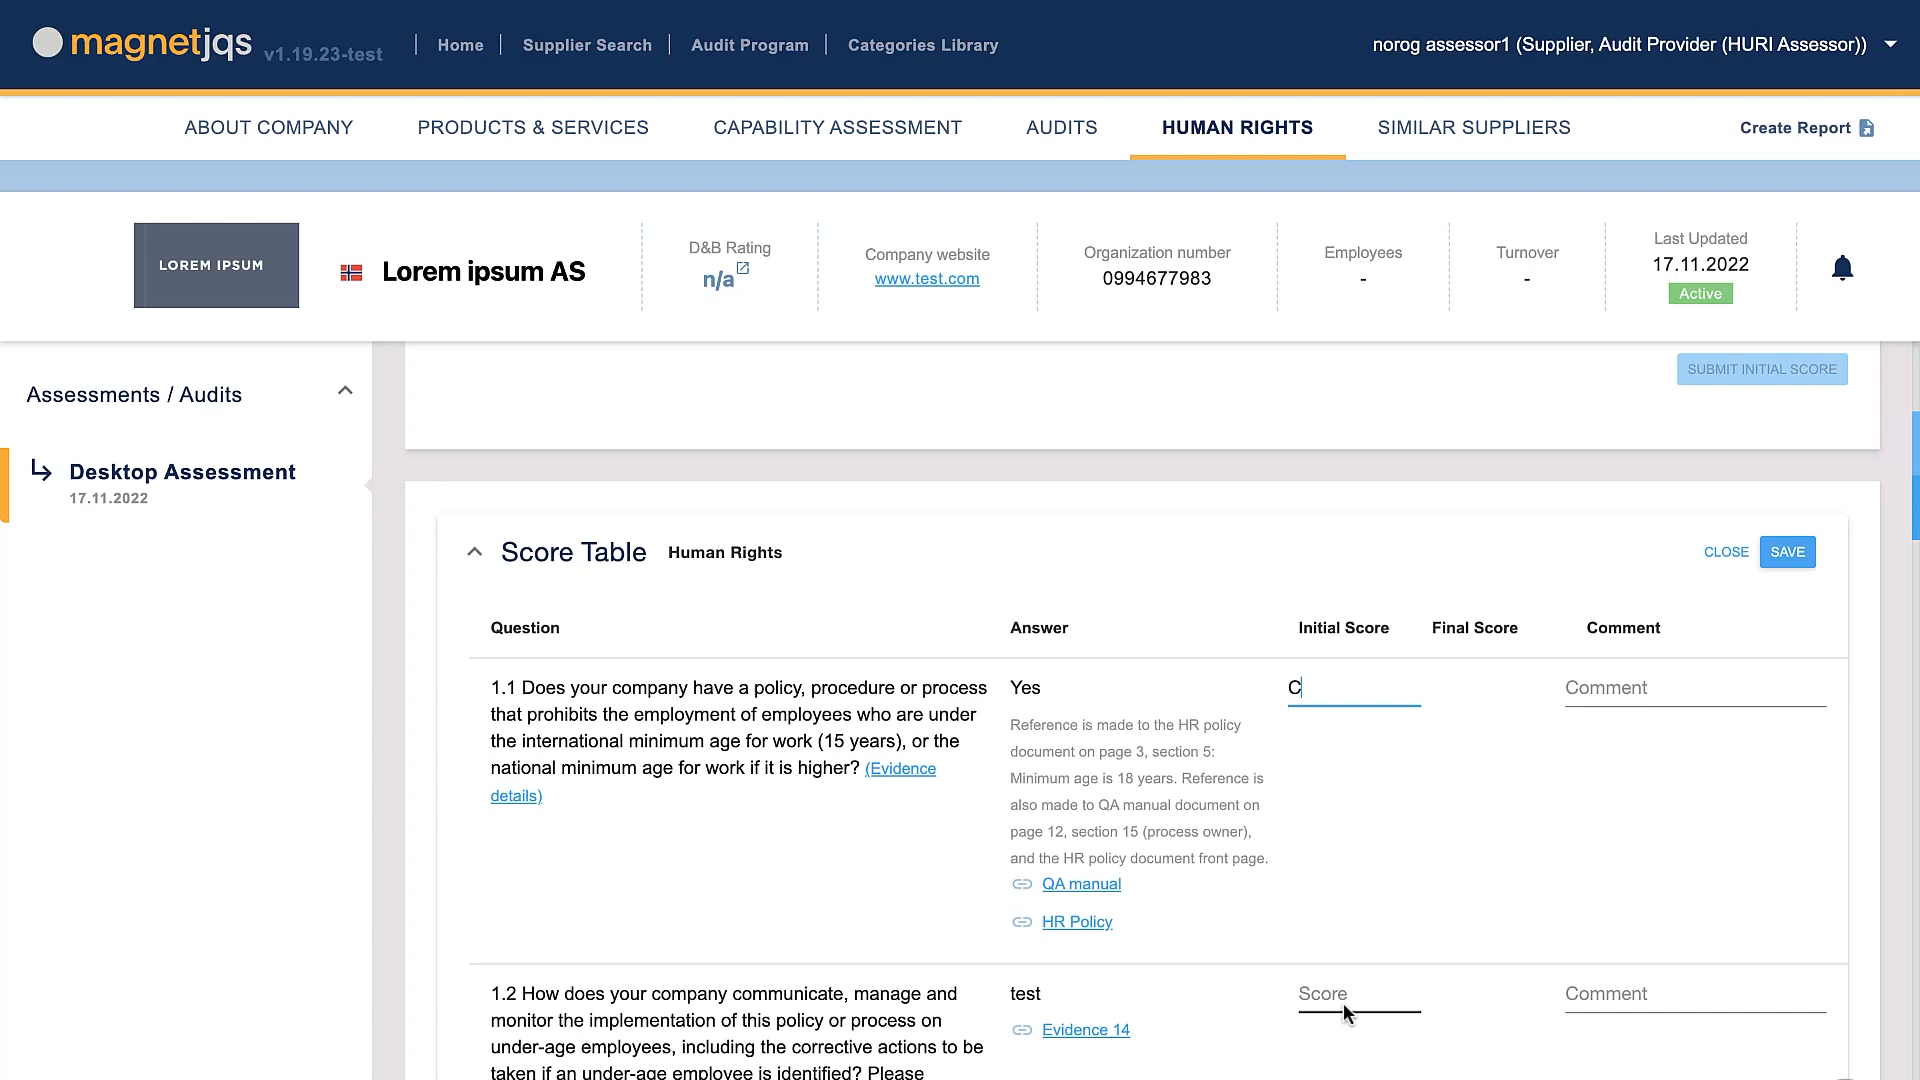 magnetjqs v1.19.23-test
Home
Supplier Search
Audit Program
Categories Library
norog assessor1 (Supplier, Audit Provider (HURI Assessor))
ABOUT COMPANY
PRODUCTS & SERVICES
CAPABILITY ASSESSMENT
AUDITS
HUMAN RIGHTS
SIMILAR SUPPLIERS
Create Report
LOREM IPSUM
Lorem ipsum AS
D&B Rating
n/a
Company website
www.test.com
Organization number
0994677983
Employees
-
Turnover
-
Last Updated
17.11.2022
Active
Assessments / Audits
Desktop Assessment
17.11.2022
SUBMIT INITIAL SCORE
Score Table Human Rights
CLOSE
SAVE
Question
Answer
Initial Score
Final Score
Comment
1.1 Does your company have a policy, procedure or process
that prohibits the employment of employees who are under
the international minimum age for work (15 years), or the
national minimum age for work if it is higher? (Evidence
details)
Yes
Reference is made to the HR policy
document on page 3, section 5:
Minimum age is 18 years. Reference is
also made to QA manual document on
page 12, section 15 (process owner),
and the HR policy document front page.
QA manual
HR Policy
C
Comment
1.2 How does your company communicate, manage and
monitor the implementation of this policy or process on
under-age employees, including the corrective actions to be
taken if an under-age employee is identified? Please
test
Evidence 14
Score
Comment